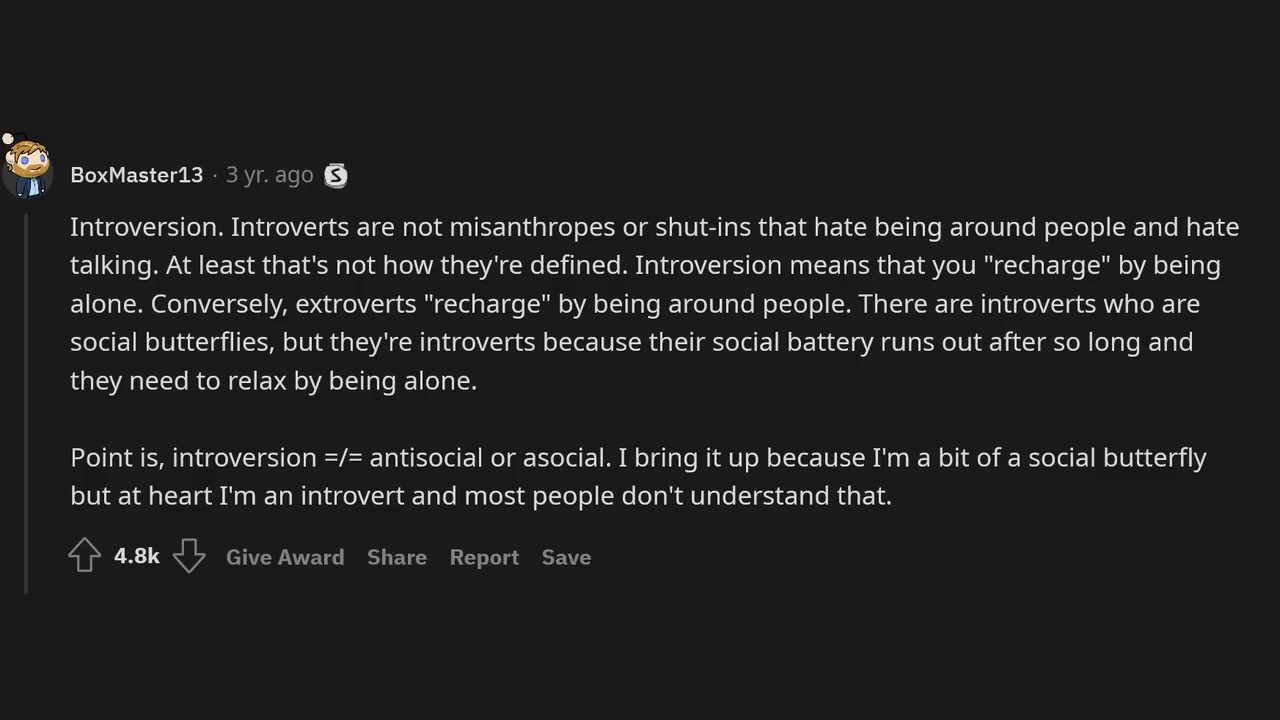 BoxMaster13 · 3 yr. ago S
Introversion. Introverts are not misanthropes or shut-ins that hate being around people and hate
talking. At least that's not how they're defined. Introversion means that you "recharge" by being
alone. Conversely, extroverts "recharge" by being around people. There are introverts who are
social butterflies, but they're introverts because their social battery runs out after so long and
they need to relax by being alone.
Point is, introversion =/= antisocial or asocial. I bring it up because I'm a bit of a social butterfly
but at heart I'm an introvert and most people don't understand that.
4.8k Give Award Share Report Save